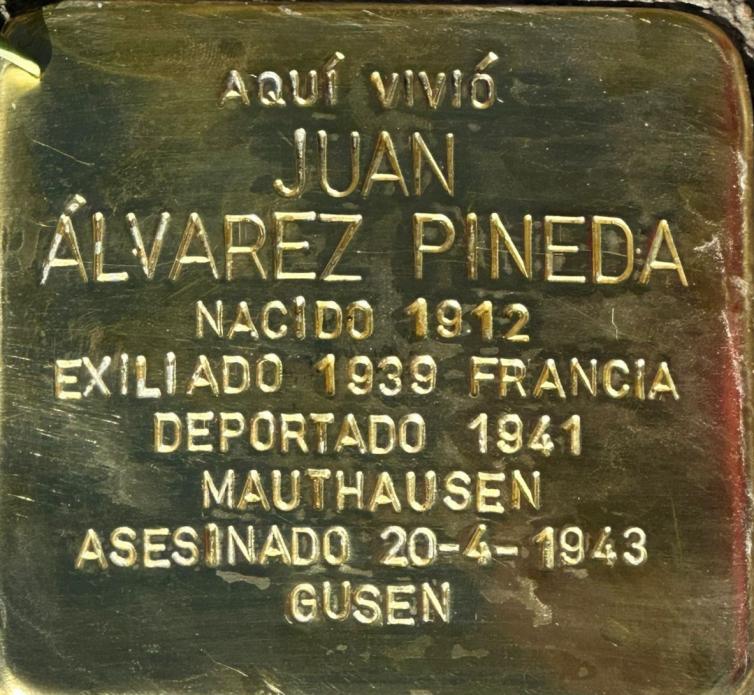 AQUÍ VIVIÓ
JUAN
ÁLVAREZ PINEDA
NACIDO 1912
EXILIADO 1939 FRANCIA
DEPORTADO 1941
MAUTHAUSEN
ASESINADO 20-4-1943
GUSEN